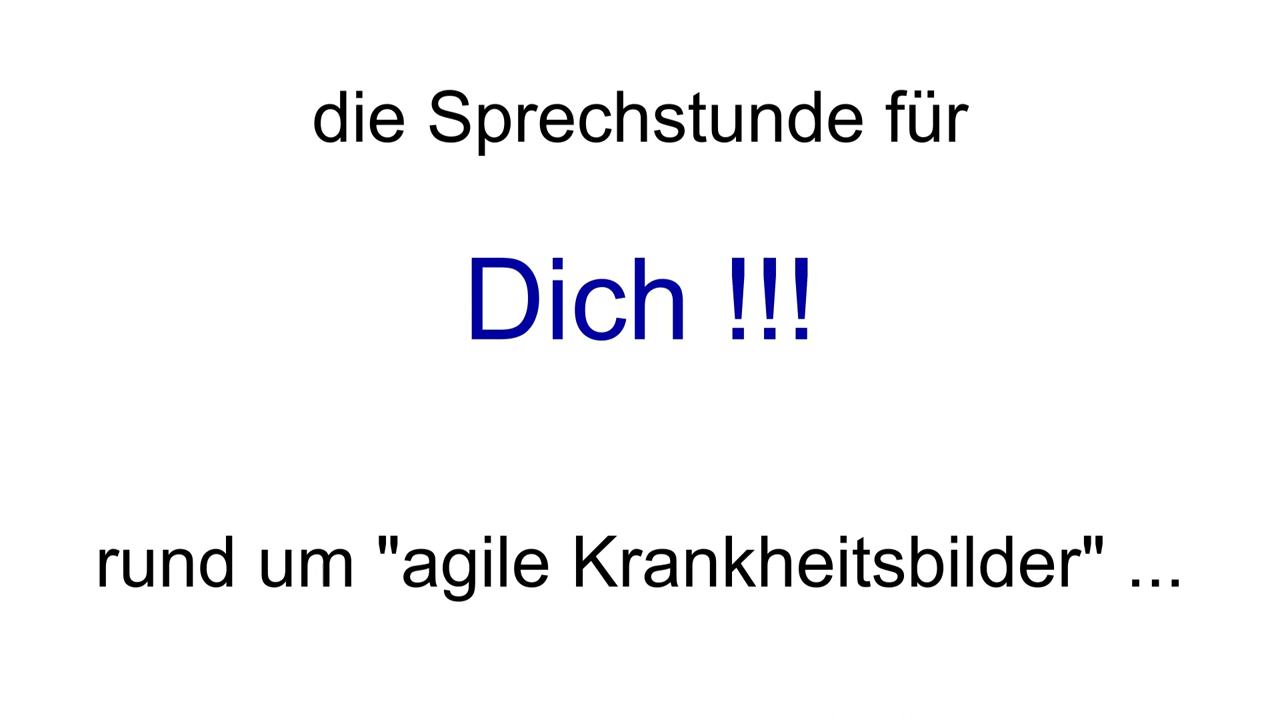 die Sprechstunde für
Dich !!!
rund um "agile Krankheitsbilder" ...